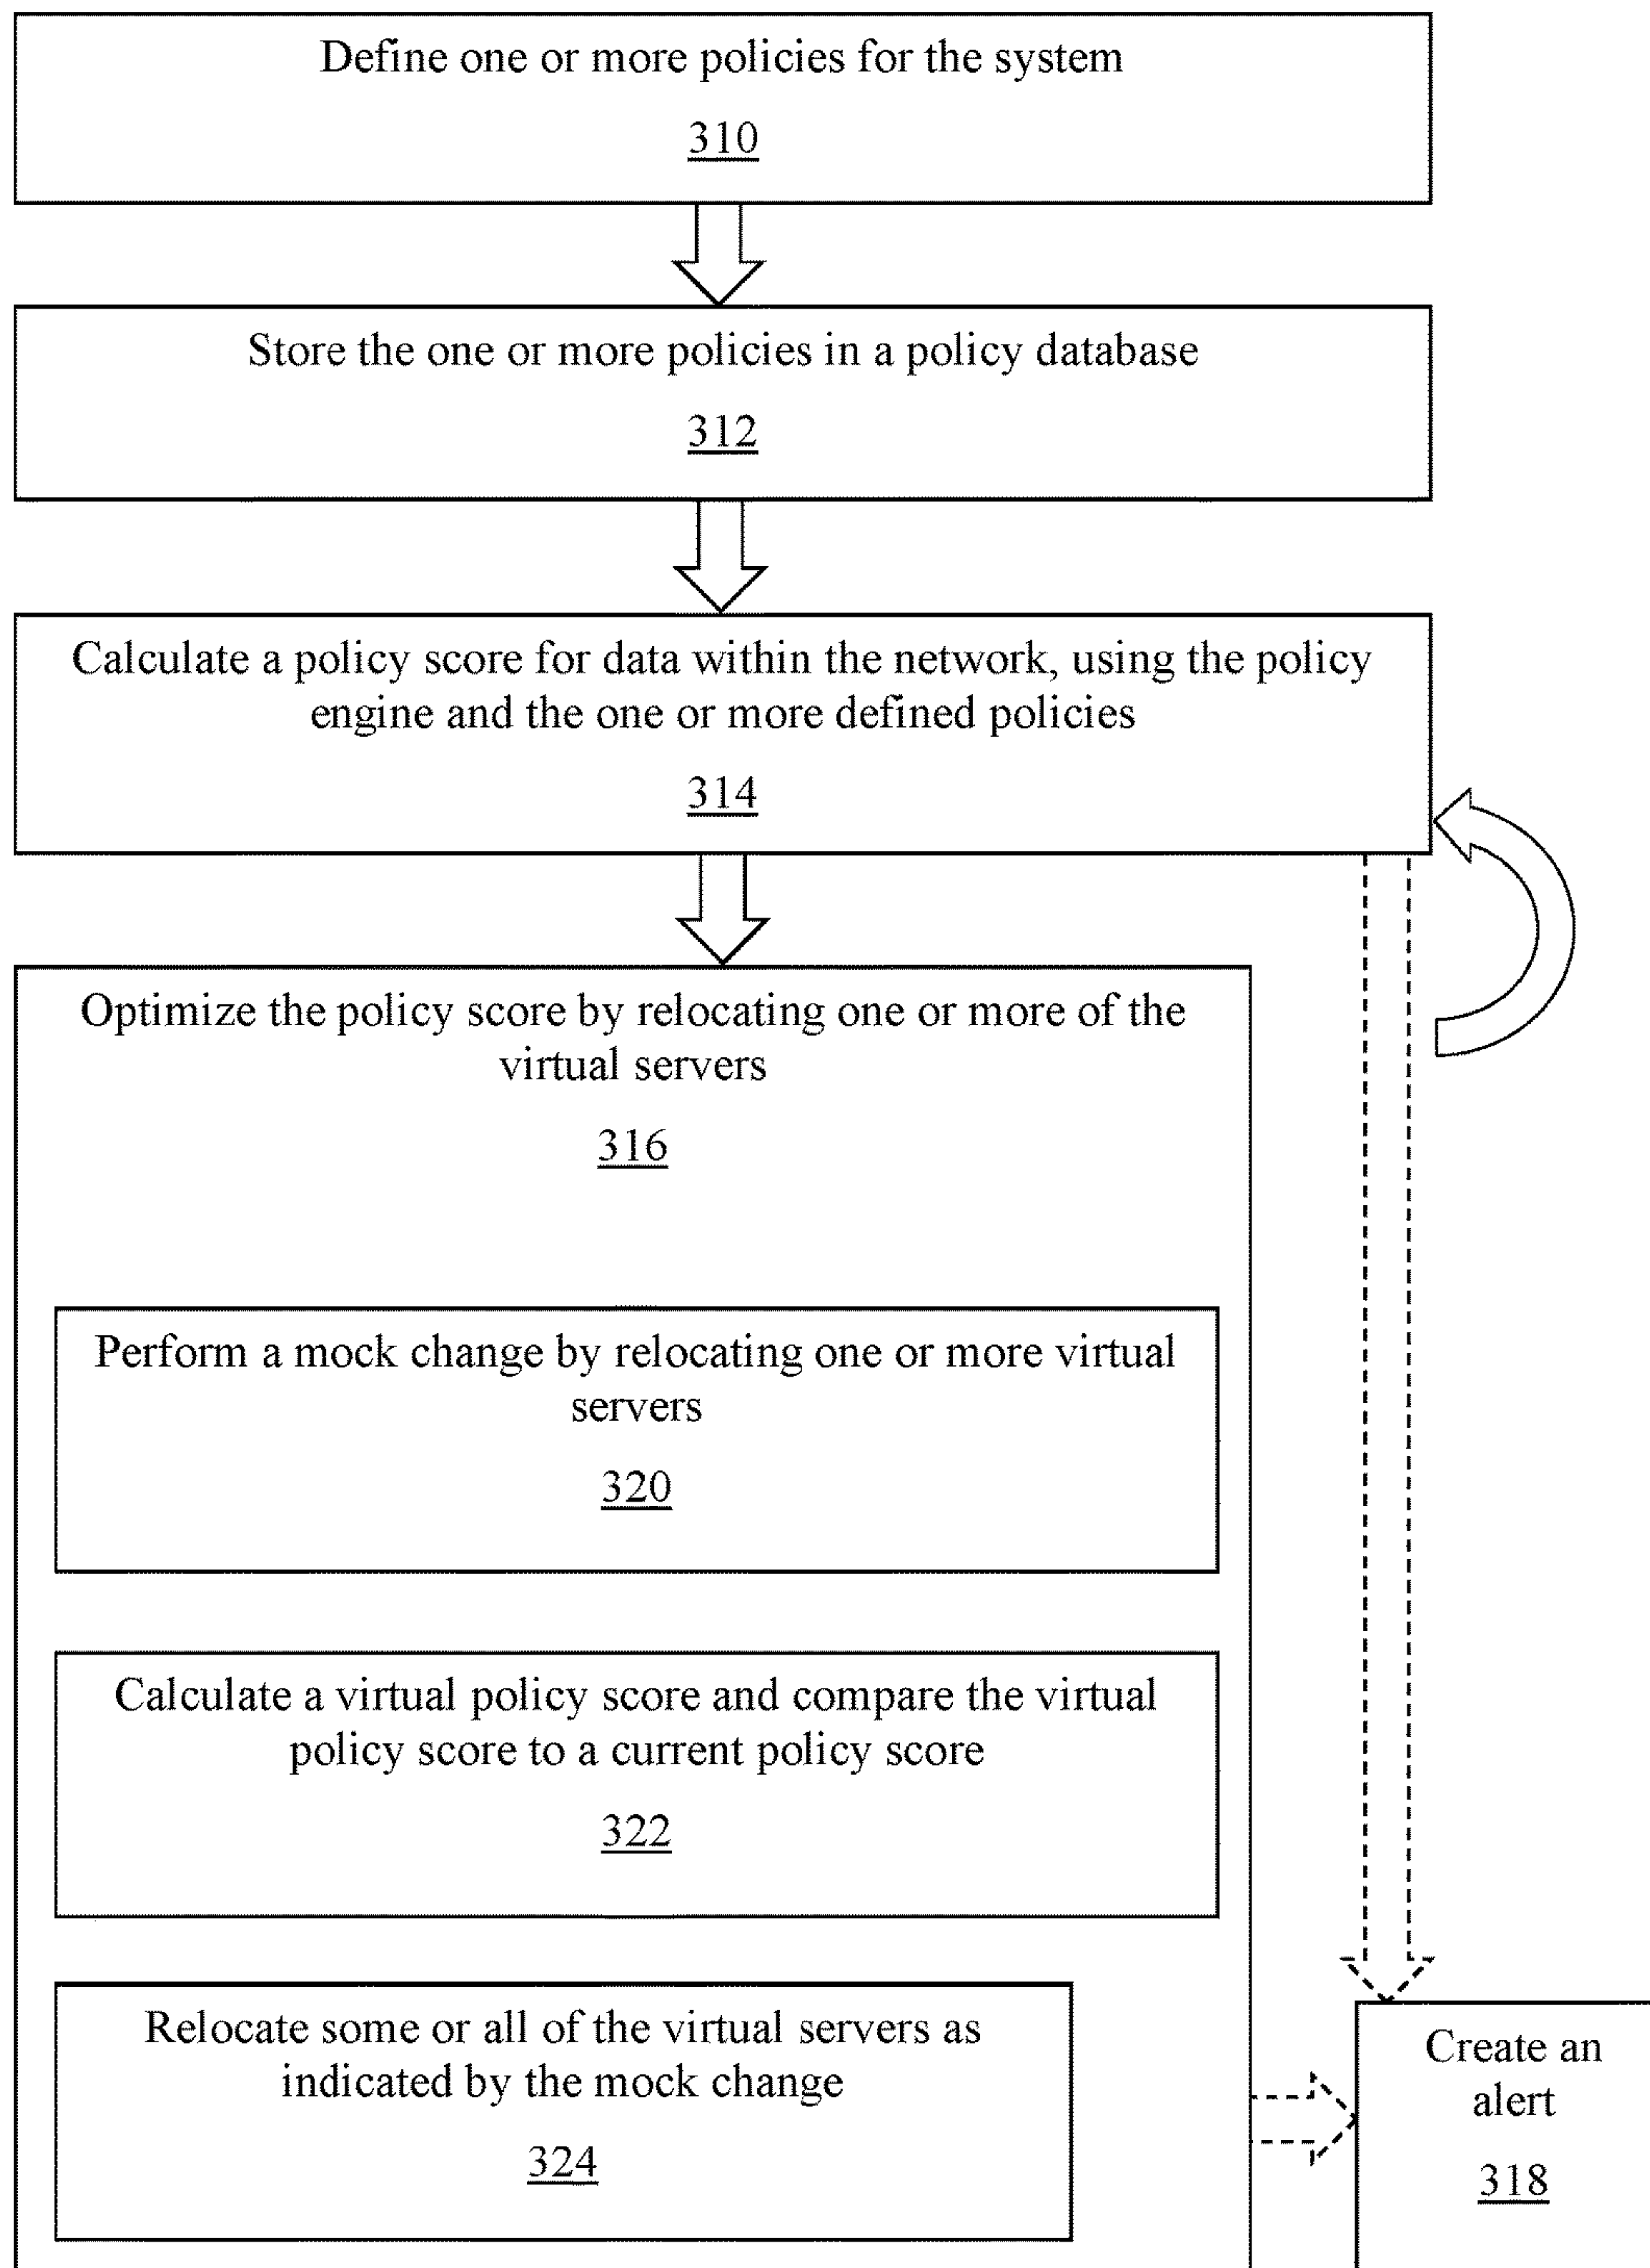 Define one or more policies for the system
310
Store the one or more policies in a policy database
312
Calculate a policy score for data within the network, using the policy
engine and the one or more defined policies
314
Optimize the policy score by relocating one or more of the
virtual servers
316
Perform a mock change by relocating one or more virtual
servers
320
Calculate a virtual policy score and compare the virtual
policy score to a current policy score
322
Relocate some or all of the virtual servers as
indicated by the mock change
324
Create an
alert
318